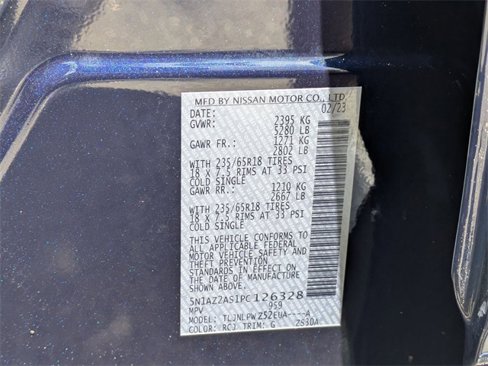 MFD BY NISSAN MOTOR CO., LTD
DATE: 02/23
GVWR: 2395 KG
5280 LB
GAWR FR.: 1271 KG
2802 LB
WITH 235/65R18 TIRES
18 X 7.5 RIMS AT 33 PSI
COLD SINGLE
GAWR RR.: 1210 KG
2667 LB
WITH 235/65R18 TIRES
18 X 7.5 RIMS AT 33 PSI
COLD SINGLE
THIS VEHICLE CONFORMS TO
ALL APPLICABLE FEDERAL
MOTOR VEHICLE SAFETY AND
THEFT PREVENTION
STANDARDS IN EFFECT ON
THE DATE OF MANUFACTURE
SHOWN ABOVE.
5N1AZ2AS1PC126328
MPV 959
MODEL:
COLOR: TRIM: G